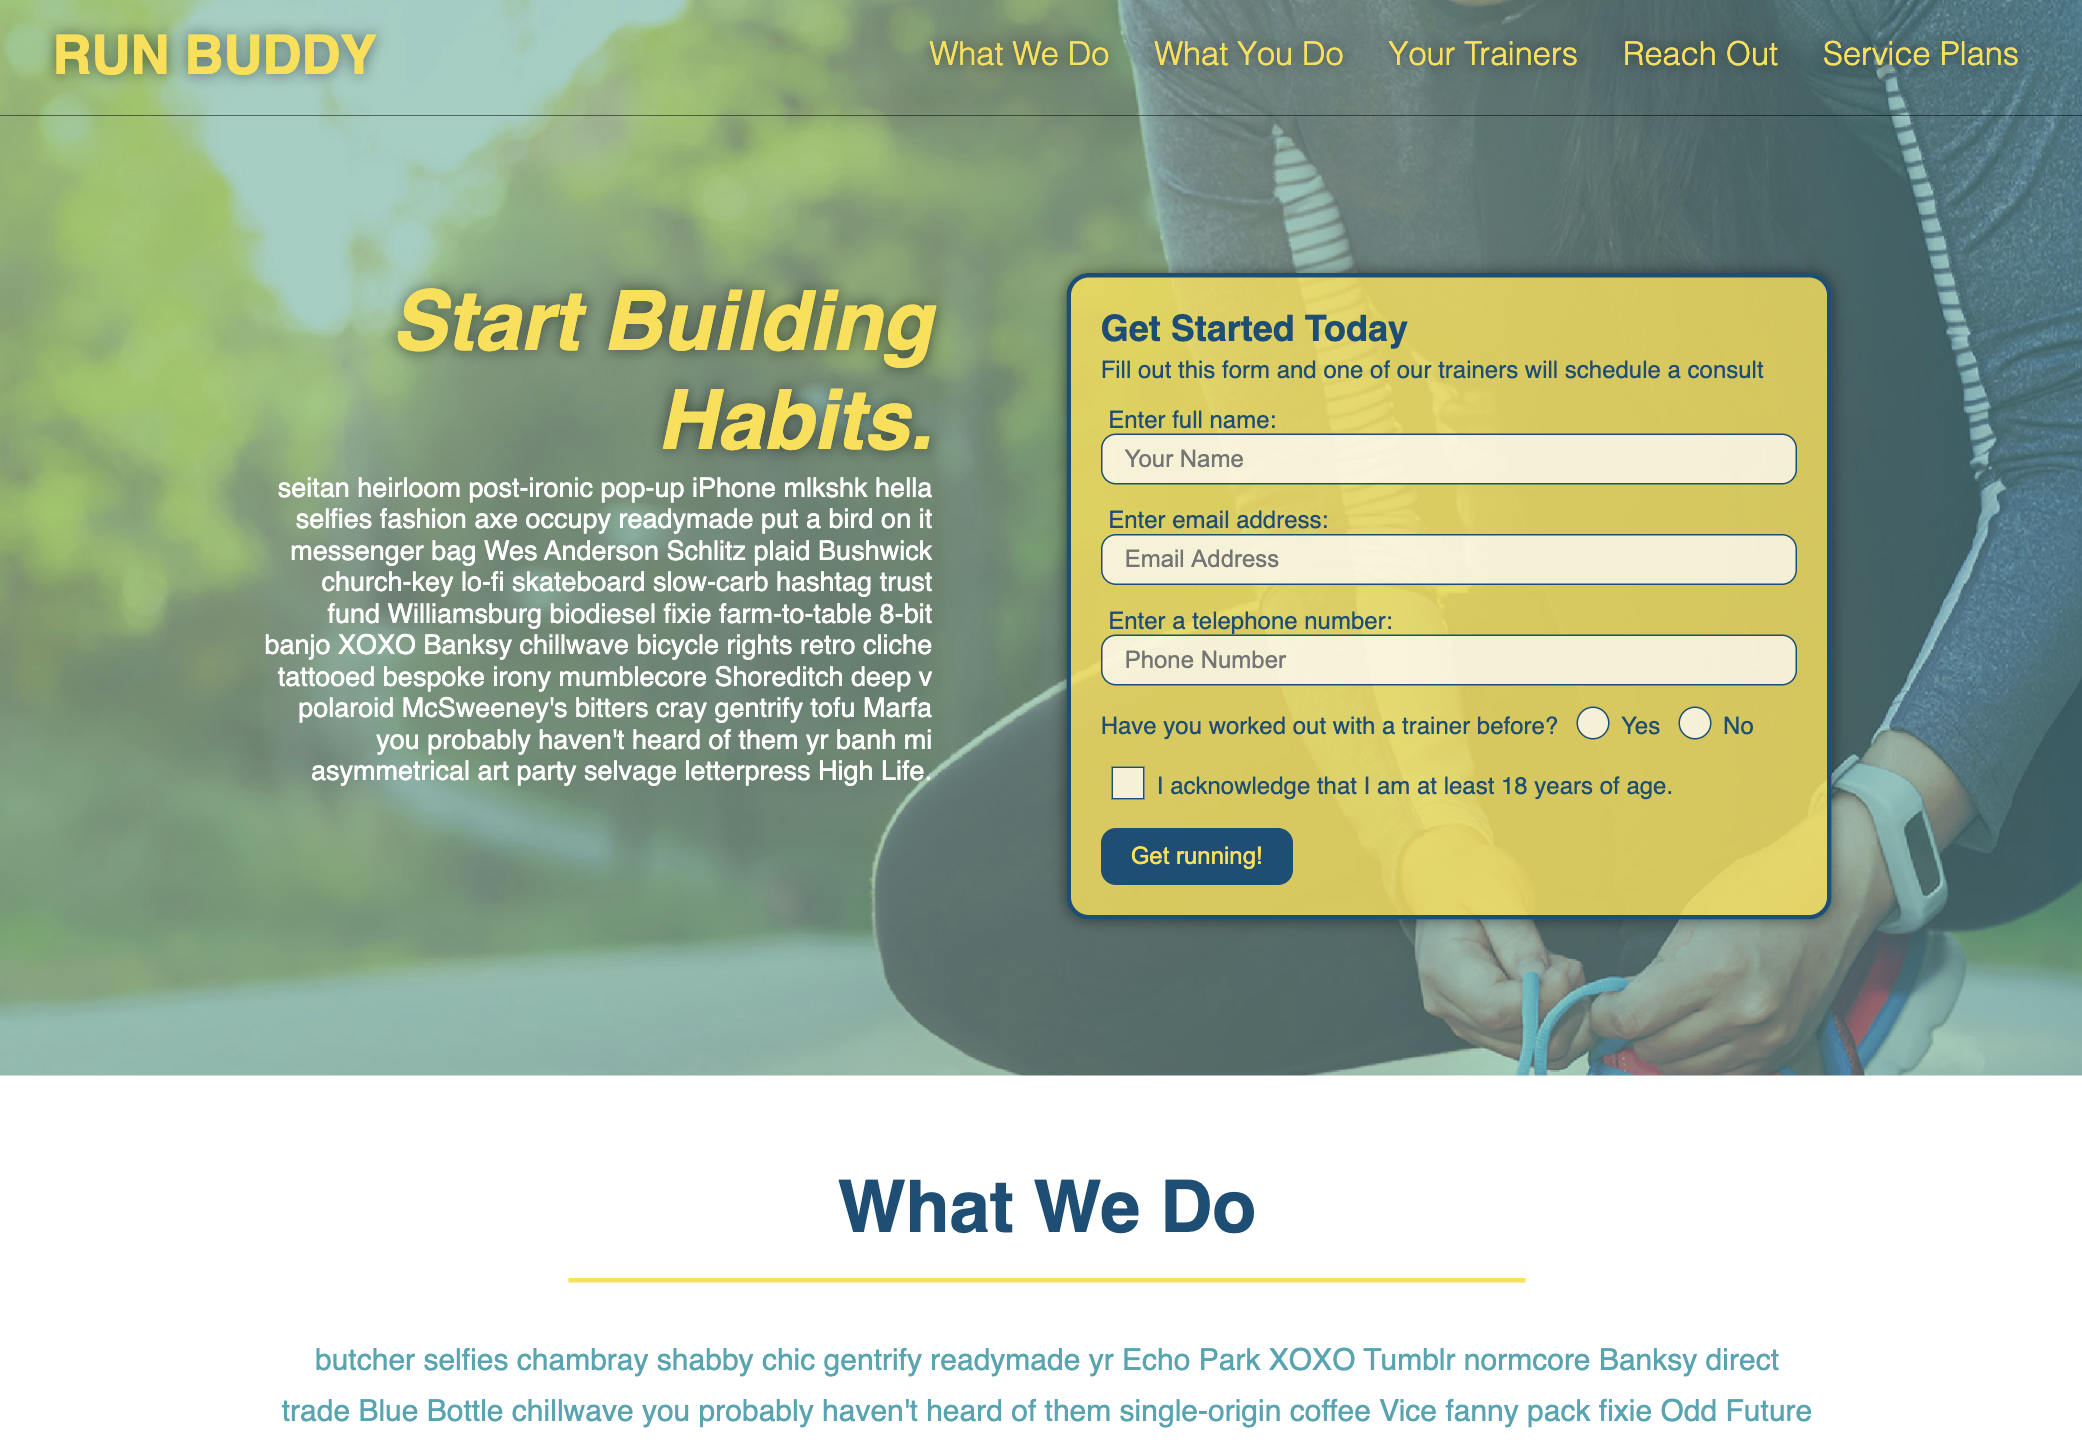 RUN BUDDY
What We Do What You Do Your Trainers Reach Out Service Plans
Start Building
Habits.
seitan heirloom post-ironic pop-up iPhone mlkshk hella
selfies fashion axe occupy readymade put a bird on it
messenger bag Wes Anderson Schlitz plaid Bushwick
church-key lo-fi skateboard slow-carb hashtag trust
fund Williamsburg biodiesel fixie farm-to-table 8-bit
banjo XOXO Banksy chillwave bicycle rights retro cliche
tattooed bespoke irony mumblecore Shoreditch deep v
polaroid McSweeney's bitters cray gentrify tofu Marfa
you probably haven't heard of them yr banh mi
asymmetrical art party selvage letterpress High Life.
Get Started Today
Fill out this form and one of our trainers will schedule a consult
Enter full name:
Your Name
Enter email address:
Email Address
Enter a telephone number:
Phone Number
Have you worked out with a trainer before? Yes No
I acknowledge that I am at least 18 years of age.
Get running!
What We Do
butcher selfies chambray shabby chic gentrify readymade yr Echo Park XOXO Tumblr normcore Banksy direct
trade Blue Bottle chillwave you probably haven't heard of them single-origin coffee Vice fanny pack fixie Odd Future